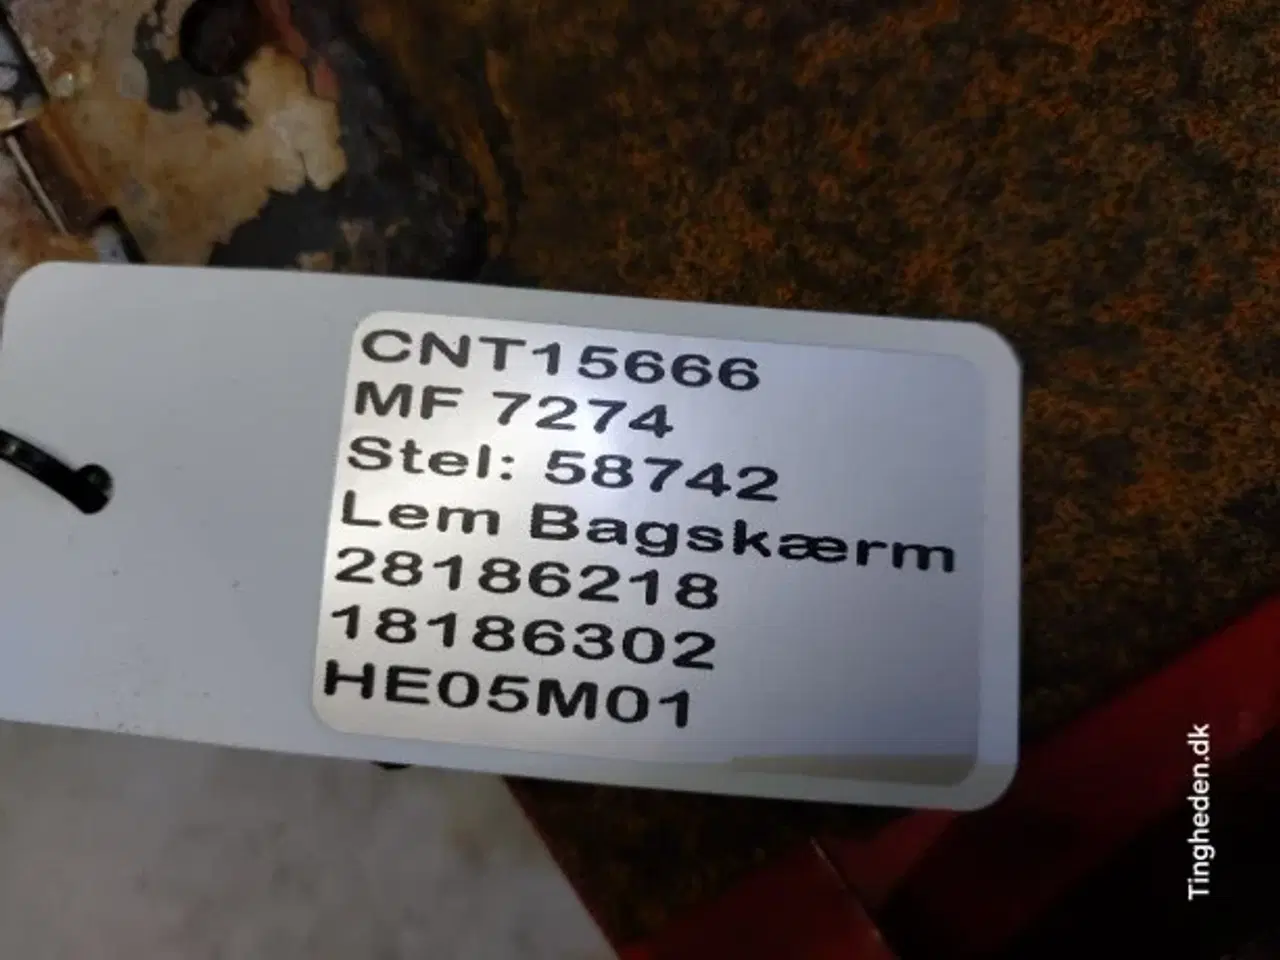 CNT15666
MF 7274
Stel: 58742
Lem Bagskærm
28186218
18186302
HE05M01
Tingheden.dk